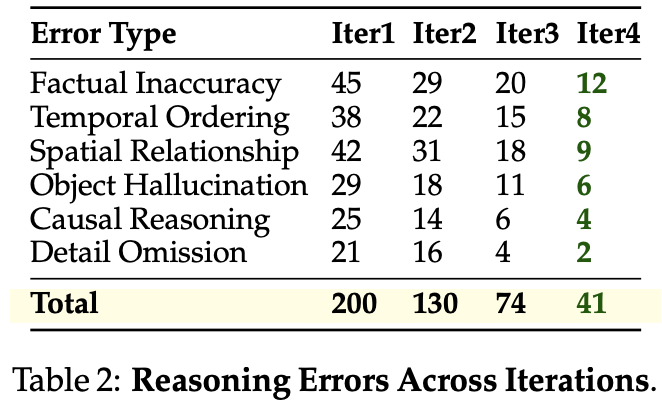 Error Type Iter1 Iter2 Iter3 Iter4
Factual Inaccuracy 45 29 20 12
Temporal Ordering 38 22 15 8
Spatial Relationship 42 31 18 9
Object Hallucination 29 18 11 6
Causal Reasoning 25 14 6 4
Detail Omission 21 16 4 2
Total 200 130 74 41
Table 2: Reasoning Errors Across Iterations.